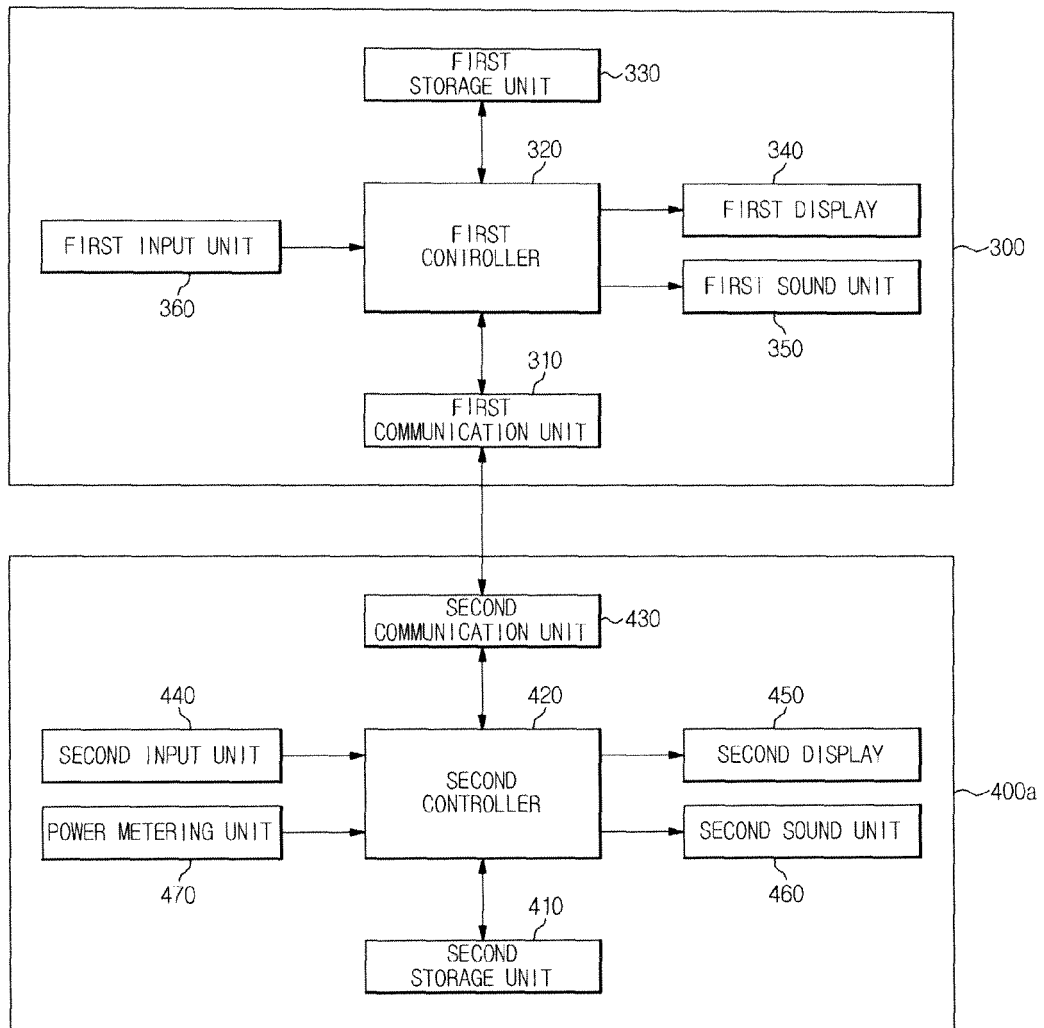 FIRST
STORAGE UNIT
330
320
340
FIRST DISPLAY
FIRST INPUT UNIT
FIRST
CONTROLLER
300
360
FIRST SOUND UNIT
350
310
FIRST
COMMUNICATION UNIT
SECOND
COMMUNICATION UNIT
430
440
420
450
SECOND INPUT UNIT
SECOND DISPLAY
SECOND
CONTROLLER
400a
POWER METERING UNIT
SECOND SOUND UNIT
470
460
410
SECOND
STORAGE UNIT